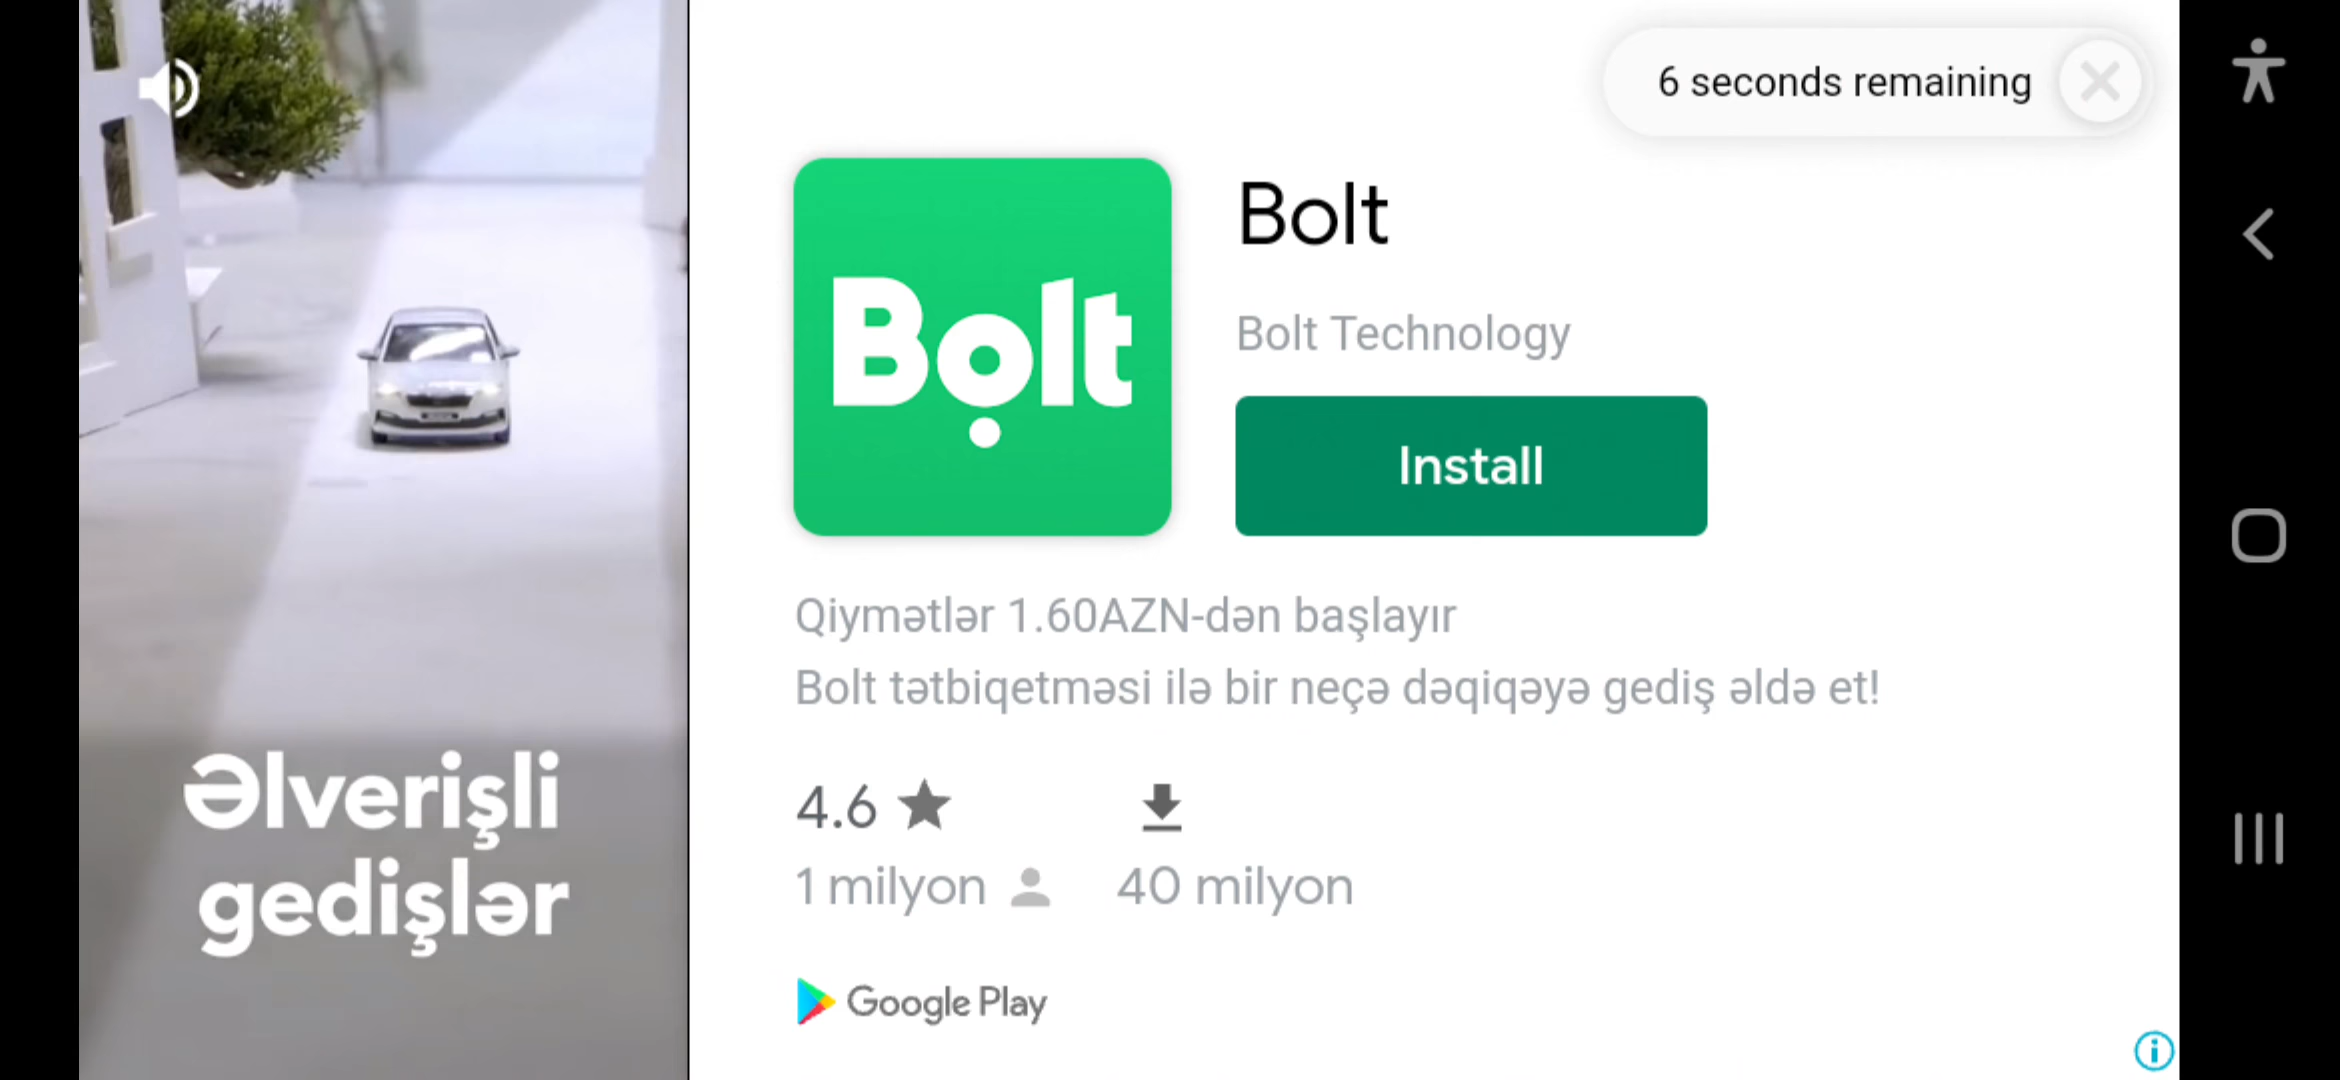 6 seconds remaining
Bolt
Bolt
Bolt Technology
Install
Qiymətlər 1.60AZN-dən başlayır
Bolt tətbiqetməsi ilə bir neçə dəqiqəyə gediş əldə et!
4.6
1 milyon
40 milyon
Google Play
Əlverişli
gedişlər